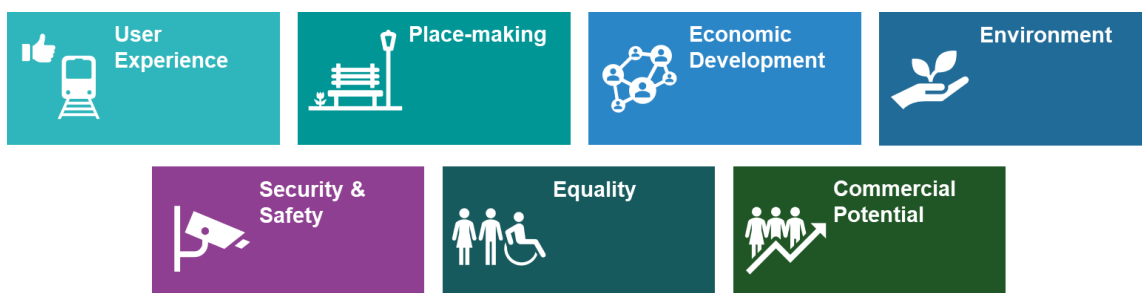 User
Experience
Place-making
Economic
Development
Environment
Security &
Safety
Equality
Commercial
Potential